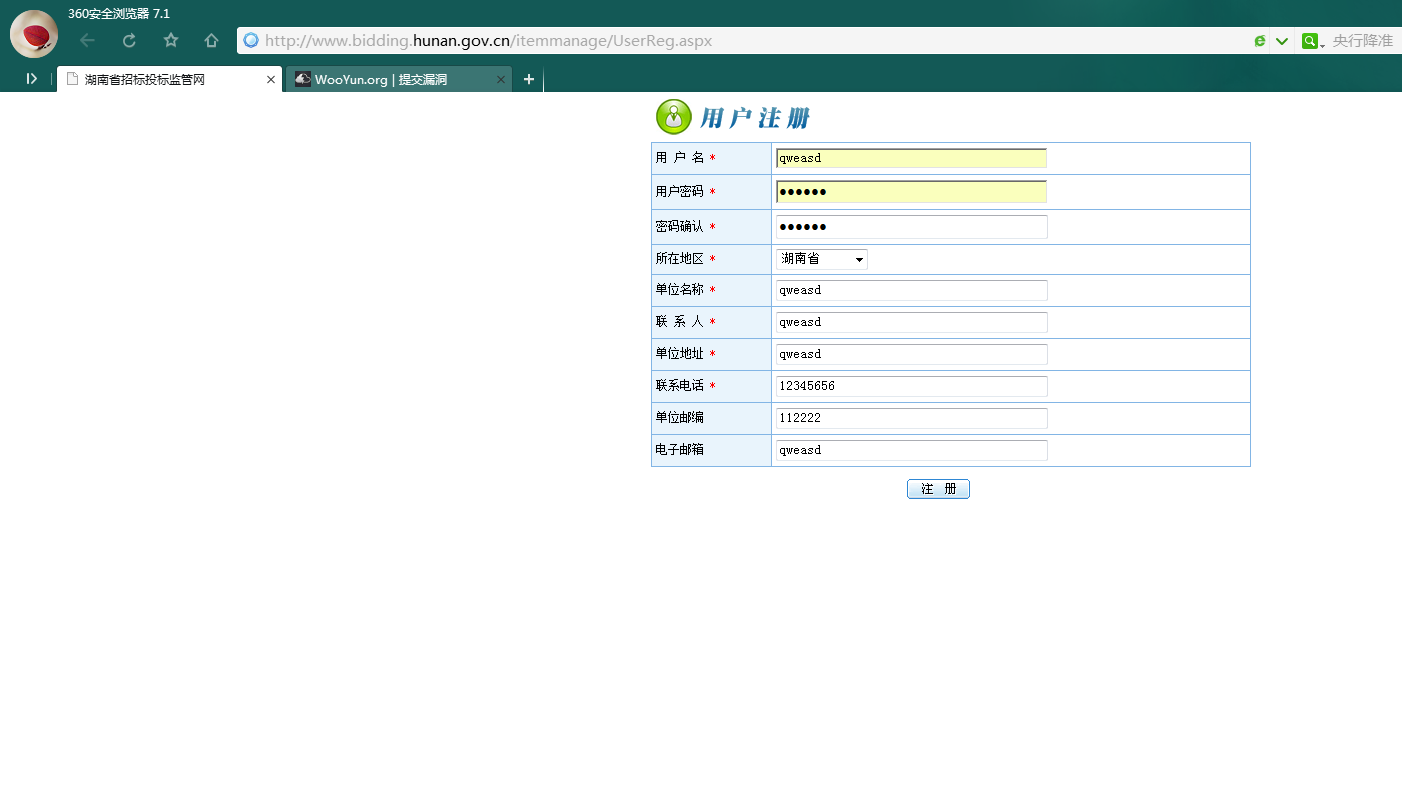 360安全浏览器 7.1
http://www.bidding.hunan.gov.cn/itemmanage/UserReg.aspx
央行降准
湖南省招标投标监管网
WooYun.org | 提交漏洞
用户注册
用 户 名 * qweasd
用户密码 * ●●●●●●
密码确认 * ●●●●●●
所在地区 * 湖南省
单位名称 * qweasd
联 系 人 * qweasd
单位地址 * qweasd
联系电话 * 12345656
单位邮编 112222
电子邮箱 qweasd
注 册